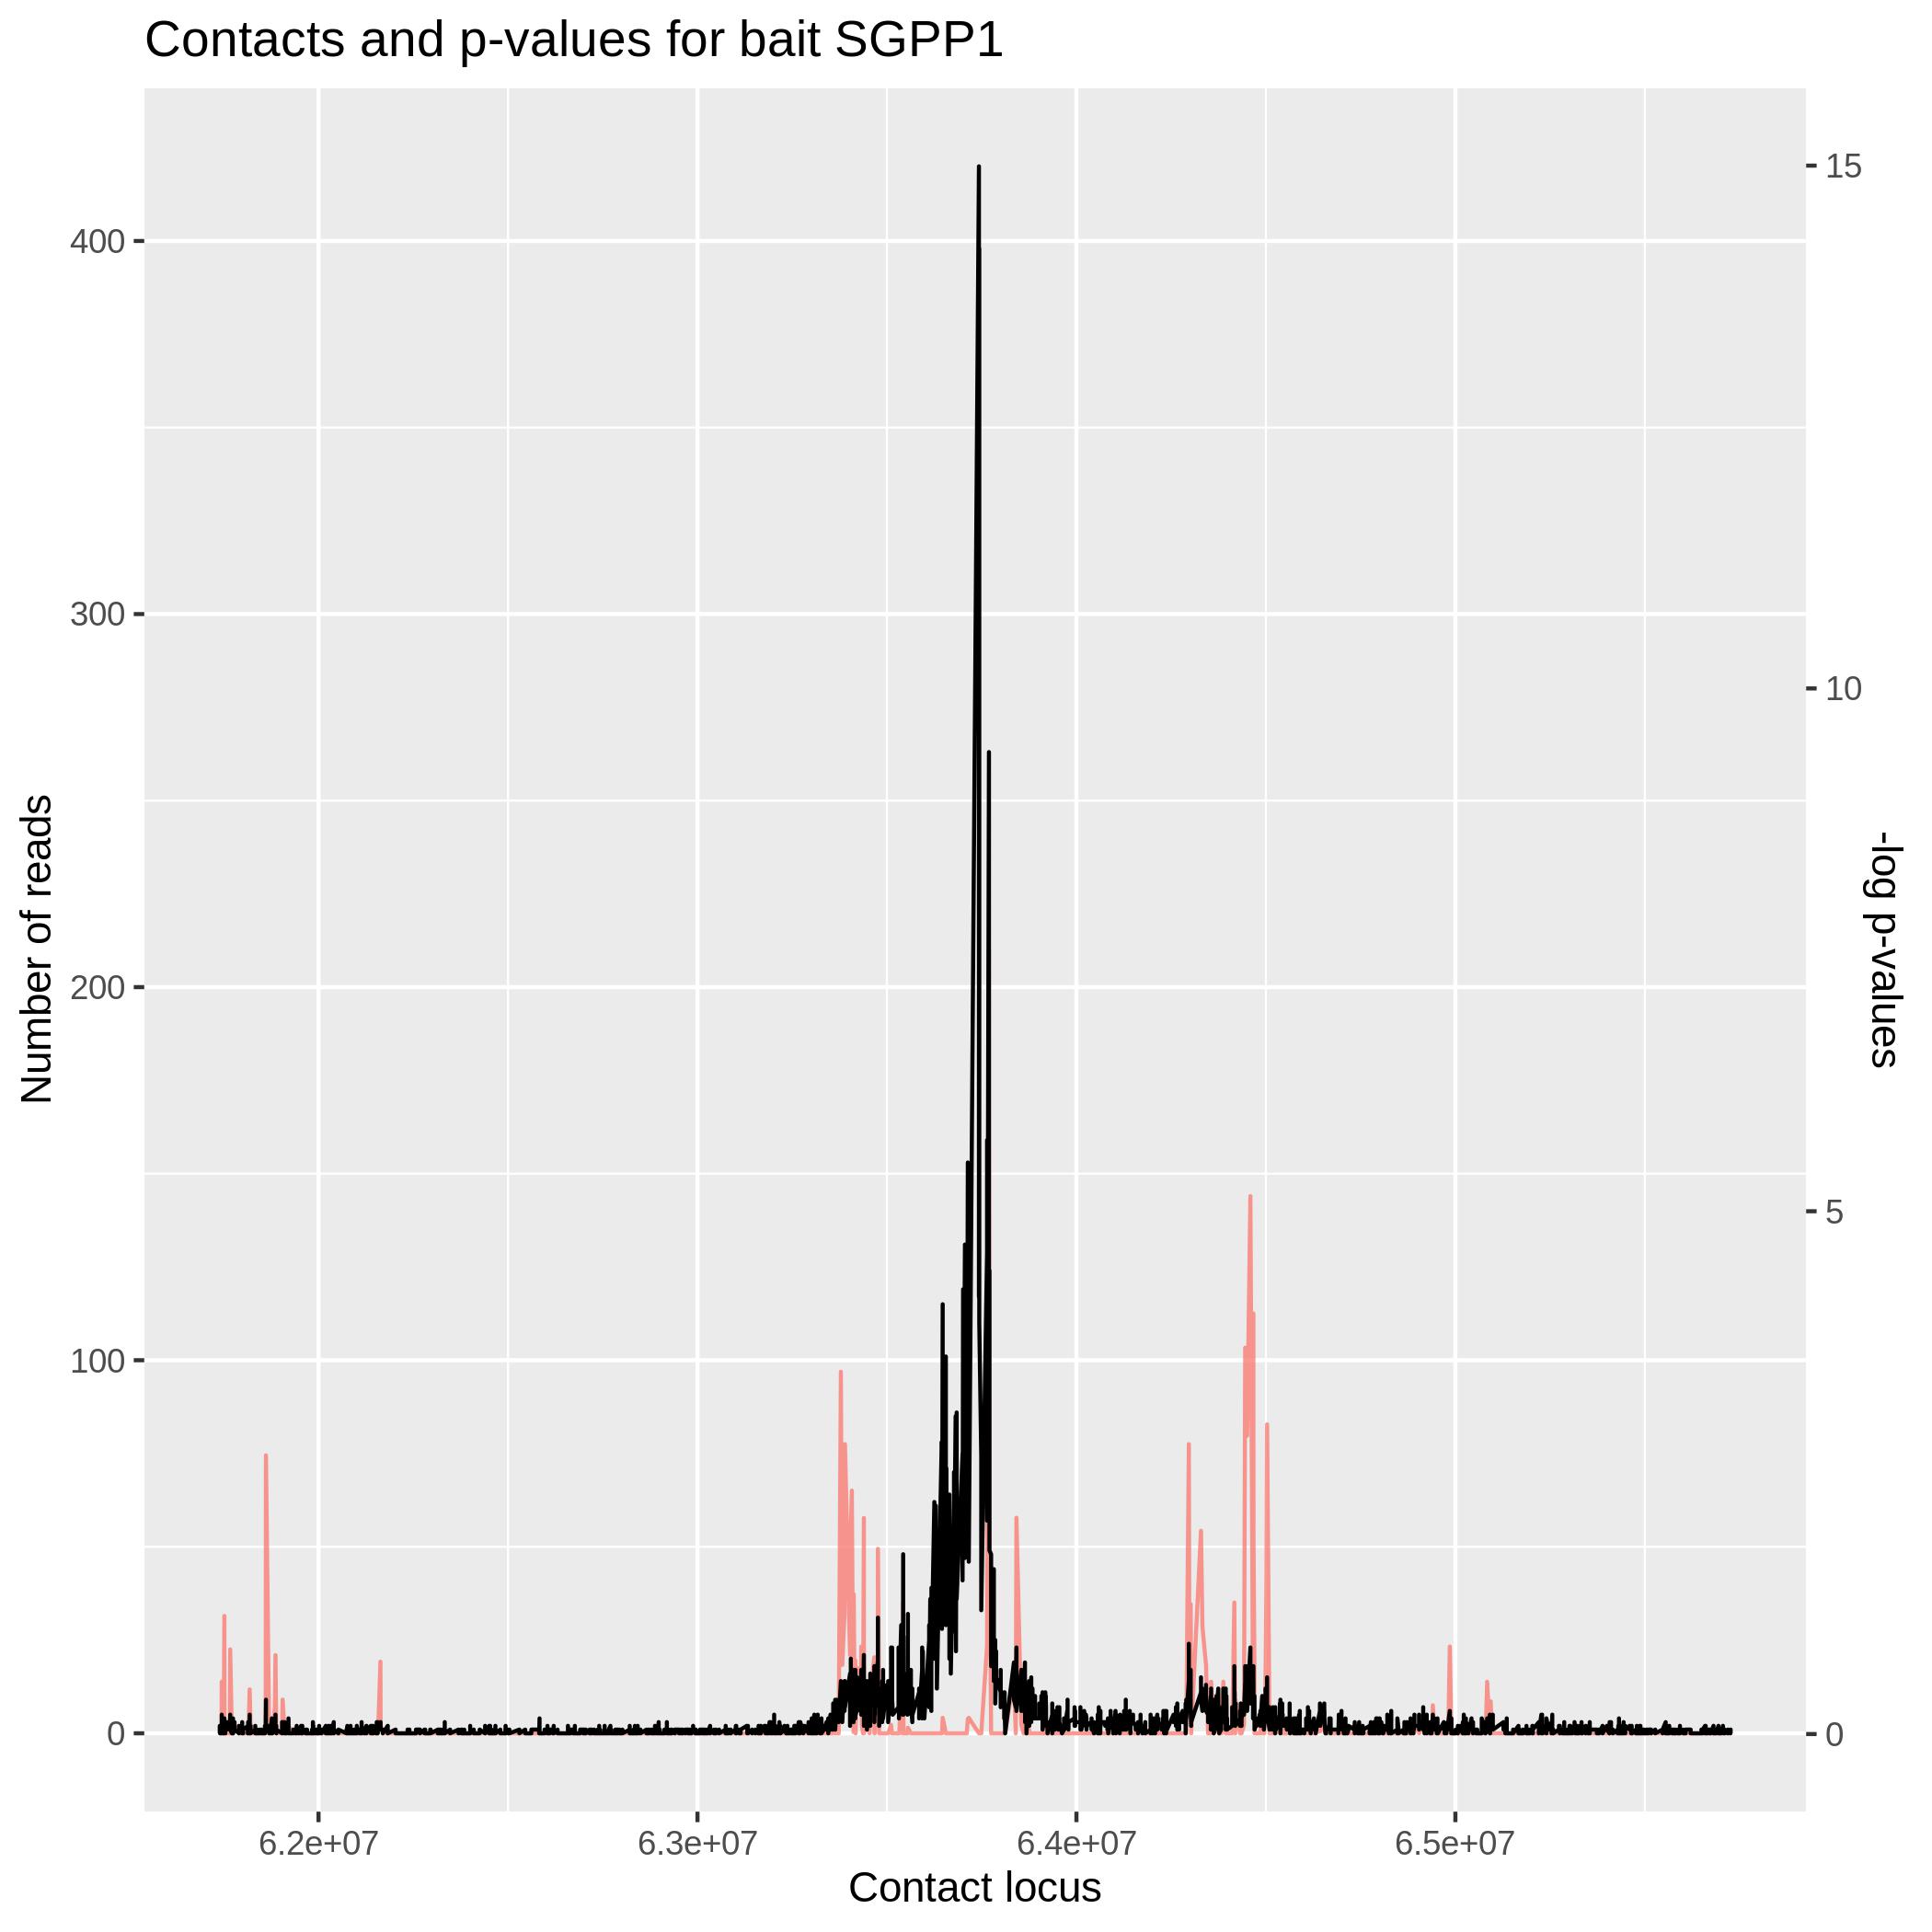 Contacts and p-values for bait SGPP1
Number of reads
400
300
200
100
0
15
10
5
0
-log p-values
6.2e+07
6.3e+07
6.4e+07
6.5e+07
Contact locus